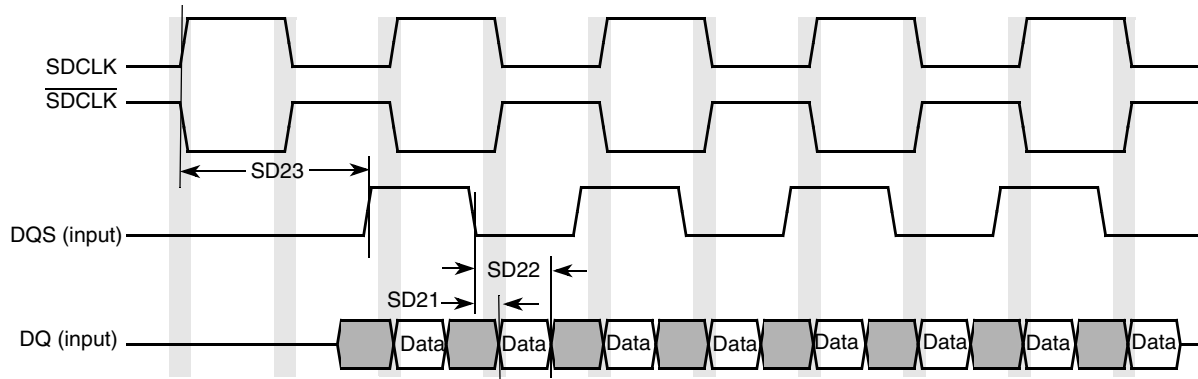 SDCLK
SDCLK
SD23
DQS (input)
SD22
SD21
DQ (input)
Data Data Data Data Data Data Data Data